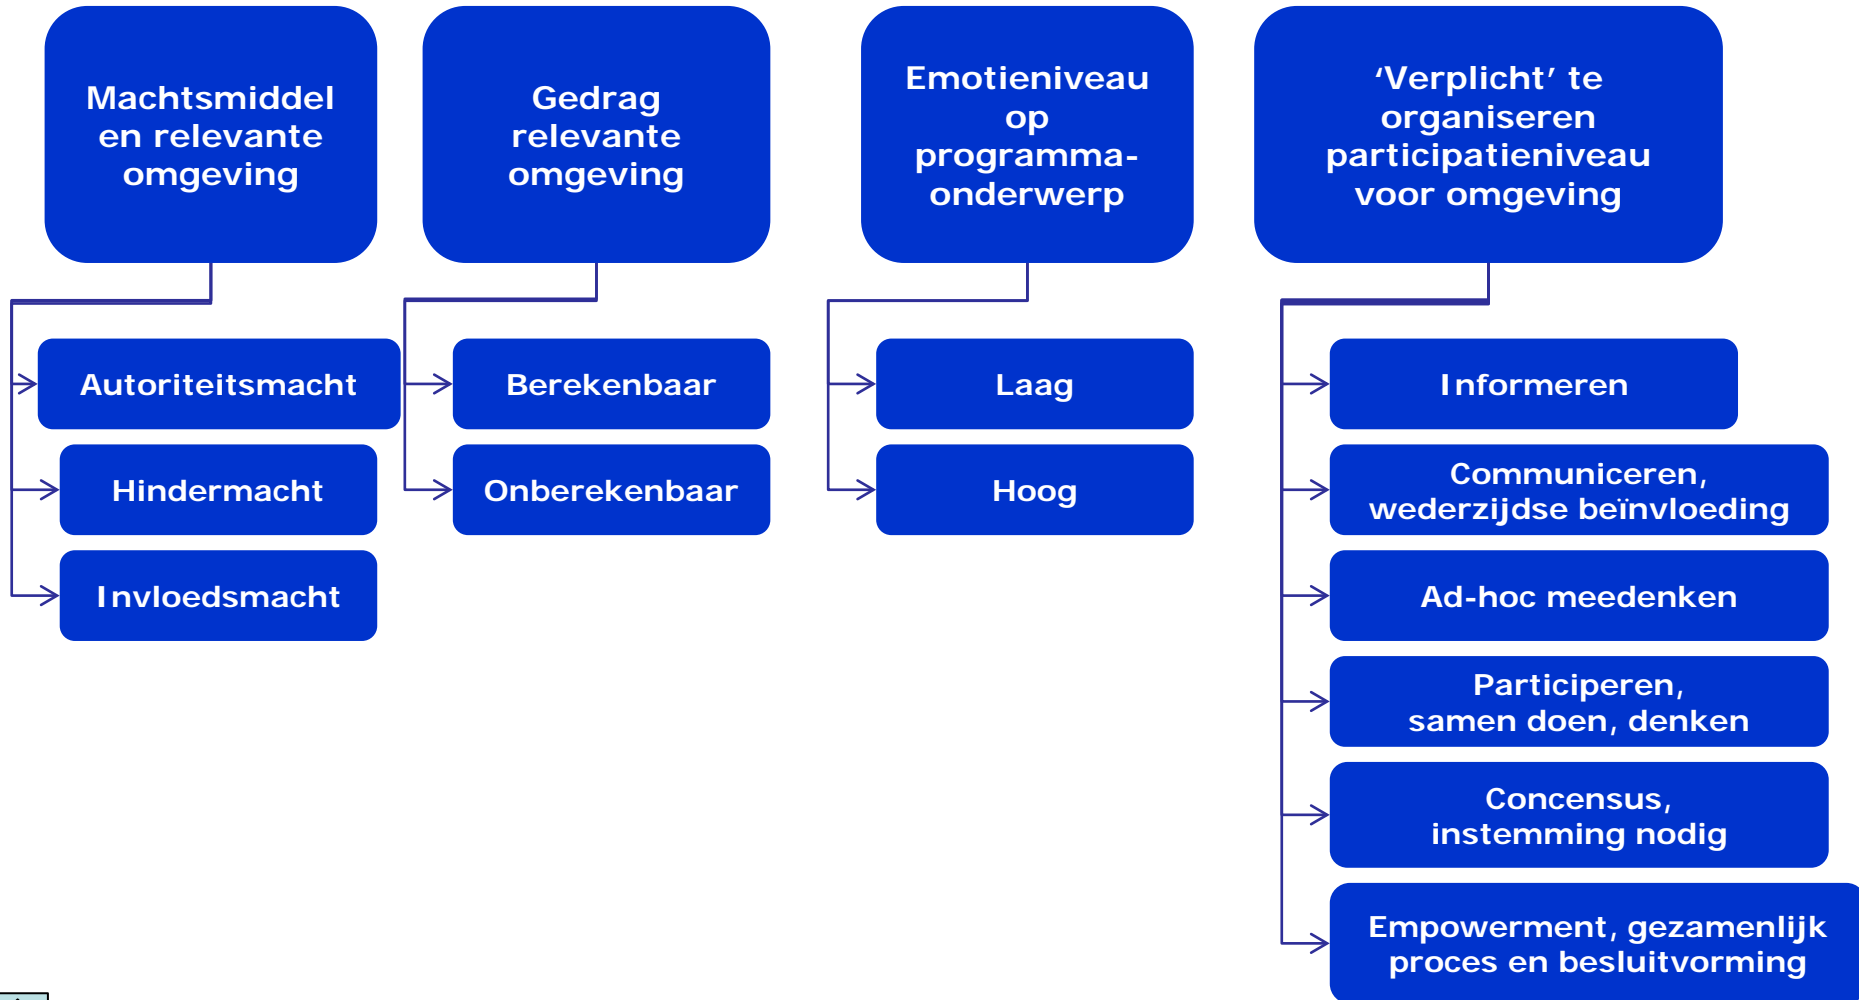 Machtsmiddel
en relevante
omgeving
Autoriteitsmacht
Hindermacht
Invloedsmacht
Gedrag
relevante
omgeving
Berekenbaar
Onberekenbaar
Emotieniveau
op
programma-
onderwerp
Laag
Hoog
‘Verplicht’ te
organiseren
participatieniveau
voor omgeving
Informeren
Communiceren,
wederzijdse beïnvloeding
Ad-hoc meedenken
Participeren,
samen doen, denken
Concensus,
instemming nodig
Empowerment, gezamenlijk
proces en besluitvorming